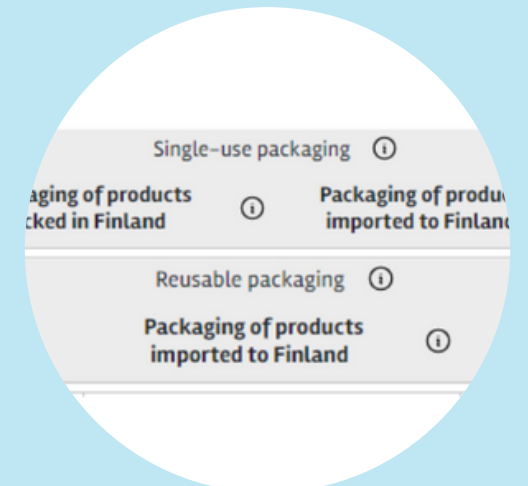 Single-use packaging
aging of products
cked in Finland
Packaging of produ
imported to Finlan
Reusable packaging
Packaging of products
imported to Finland